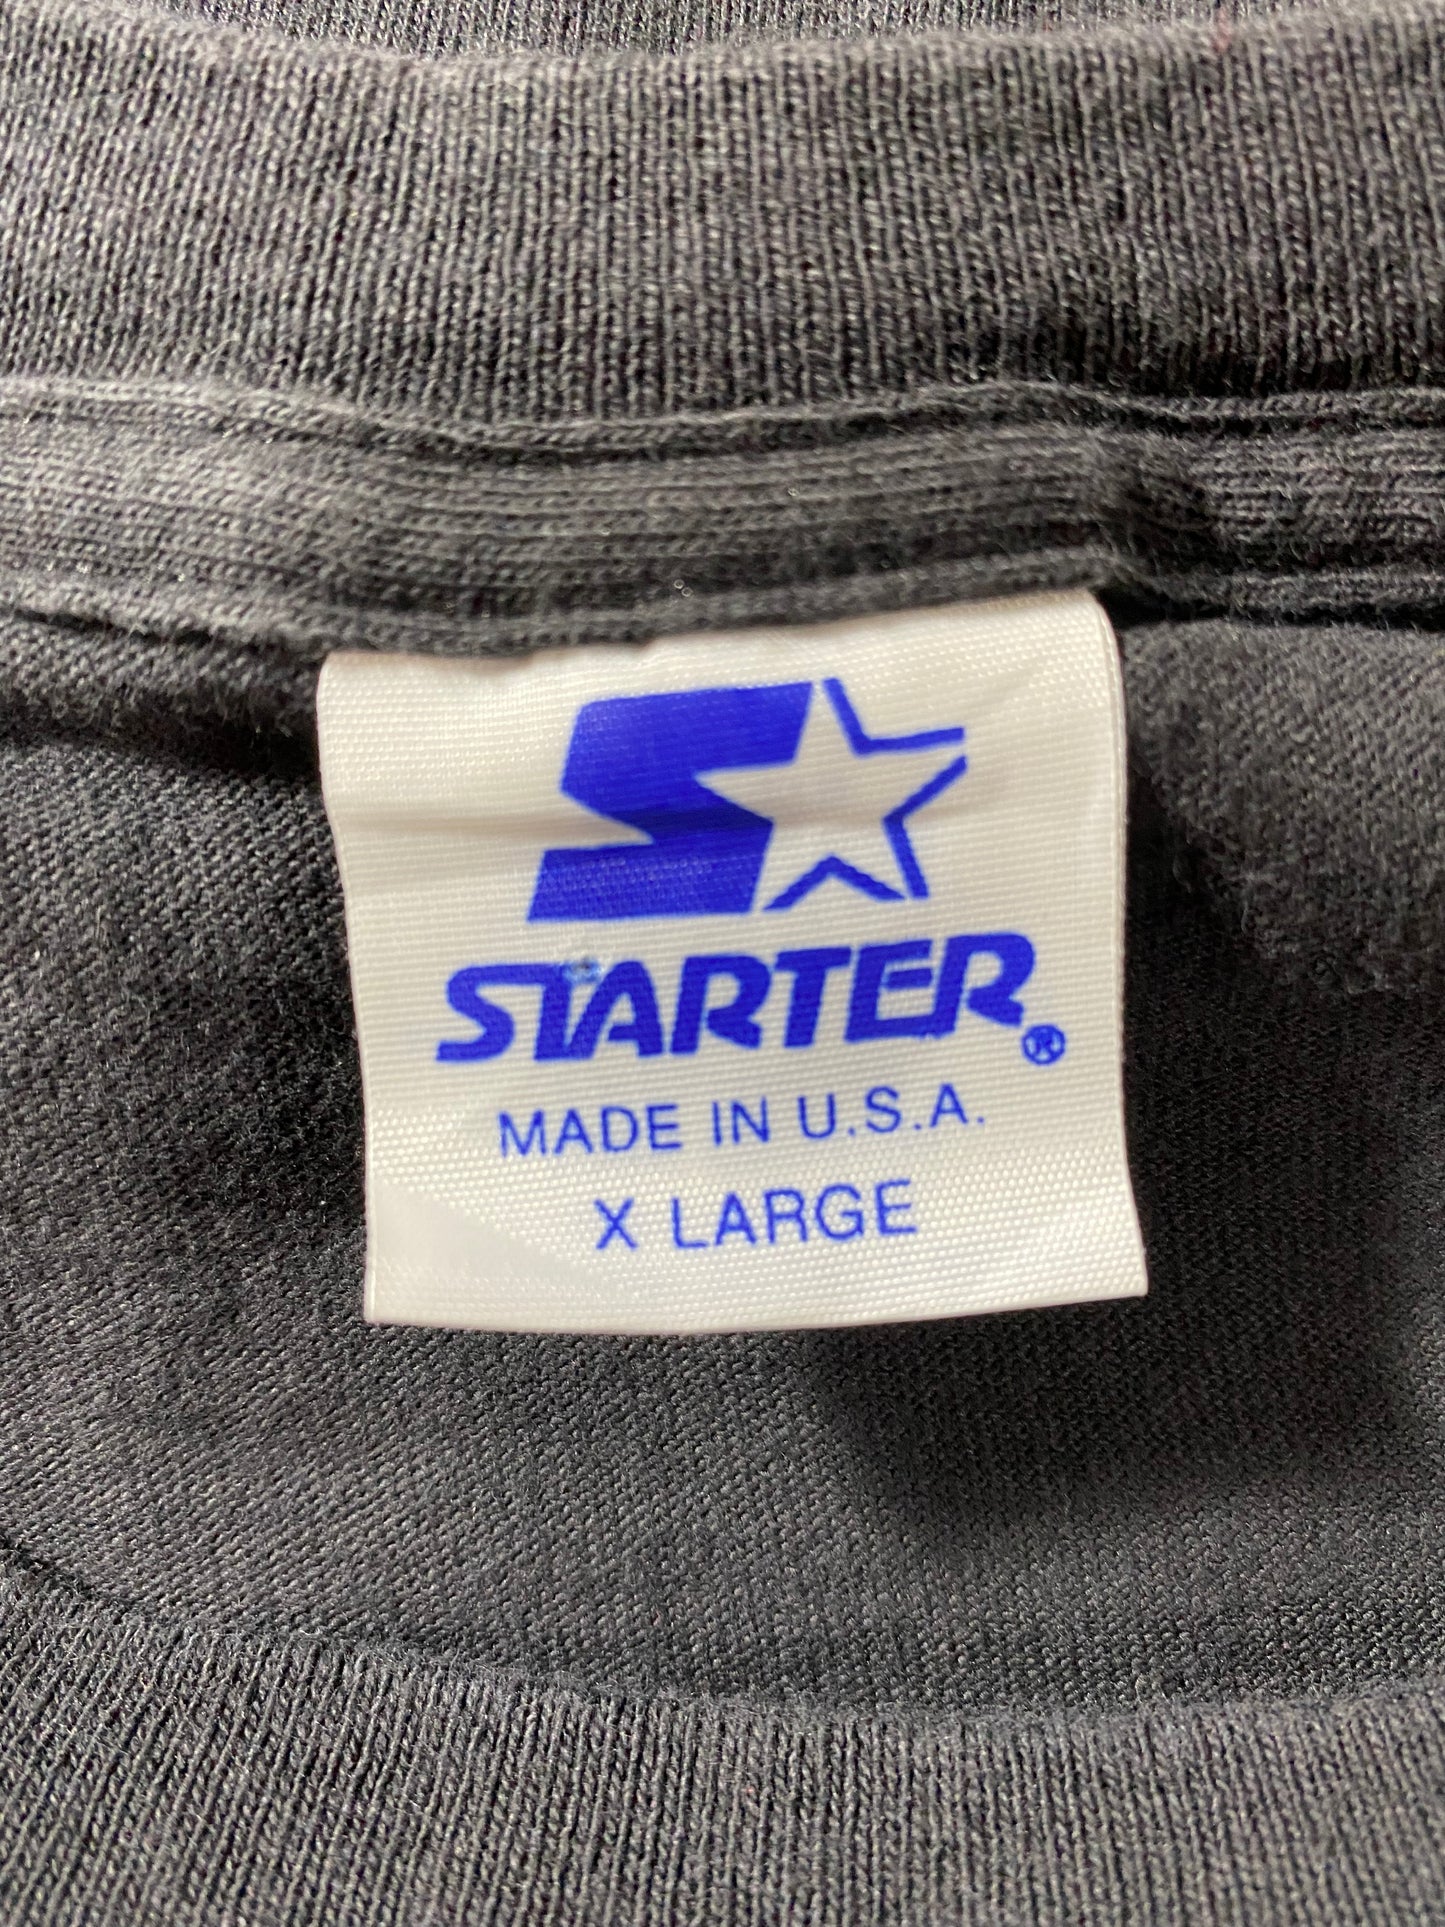 S
STARTER®
MADE IN U.S.A.
X LARGE